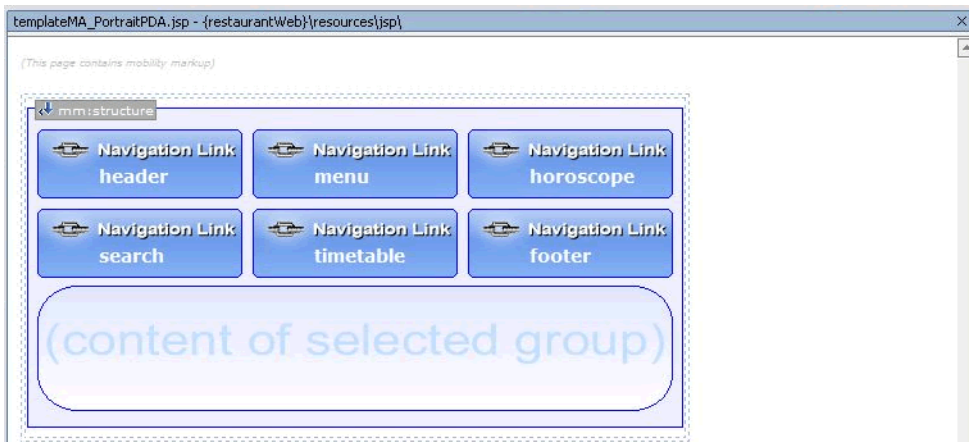 templateMA_PortraitPDA.jsp - {restaurantWeb}\resources\jsp\
(This page contains mobility markup)
mm:structure
Navigation Link
header
Navigation Link
menu
Navigation Link
horoscope
Navigation Link
search
Navigation Link
timetable
Navigation Link
footer
(content of selected group)